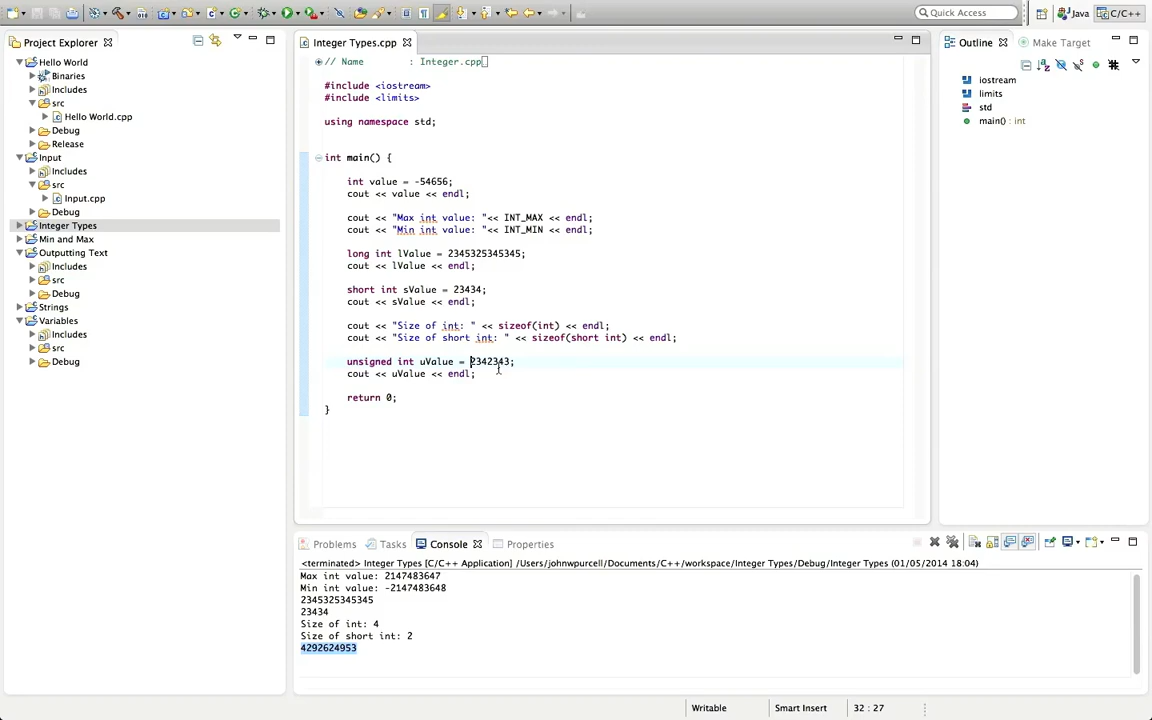 Quick Access
Java
C/C++
Project Explorer
Hello World
Binaries
Includes
src
Hello World.cpp
Debug
Release
Input
Includes
src
Input.cpp
Debug
Integer Types
Min and Max
Outputting Text
Includes
src
Debug
Strings
Variables
Includes
src
Debug
Integer Types.cpp
// Name : Integer.cpp
#include <iostream>
#include <limits>
using namespace std;
int main() {
int value = -54656;
cout << value << endl;
cout << "Max int value: "<< INT_MAX << endl;
cout << "Min int value: "<< INT_MIN << endl;
long int lValue = 2345325345345;
cout << lValue << endl;
short int sValue = 23434;
cout << sValue << endl;
cout << "Size of int: " << sizeof(int) << endl;
cout << "Size of short int: " << sizeof(short int) << endl;
unsigned int uValue = 2342343;
cout << uValue << endl;
return 0;
}
Outline
Make Target
iostream
limits
std
main() : int
Problems
Tasks
Console
Properties
<terminated> Integer Types [C/C++ Application] /Users/johnwpurcell/Documents/C++/workspace/Integer Types/Debug/Integer Types (01/05/2014 18:04)
Max int value: 2147483647
Min int value: -2147483648
2345325345345
23434
Size of int: 4
Size of short int: 2
4292624953
Writable
Smart Insert
32 : 27